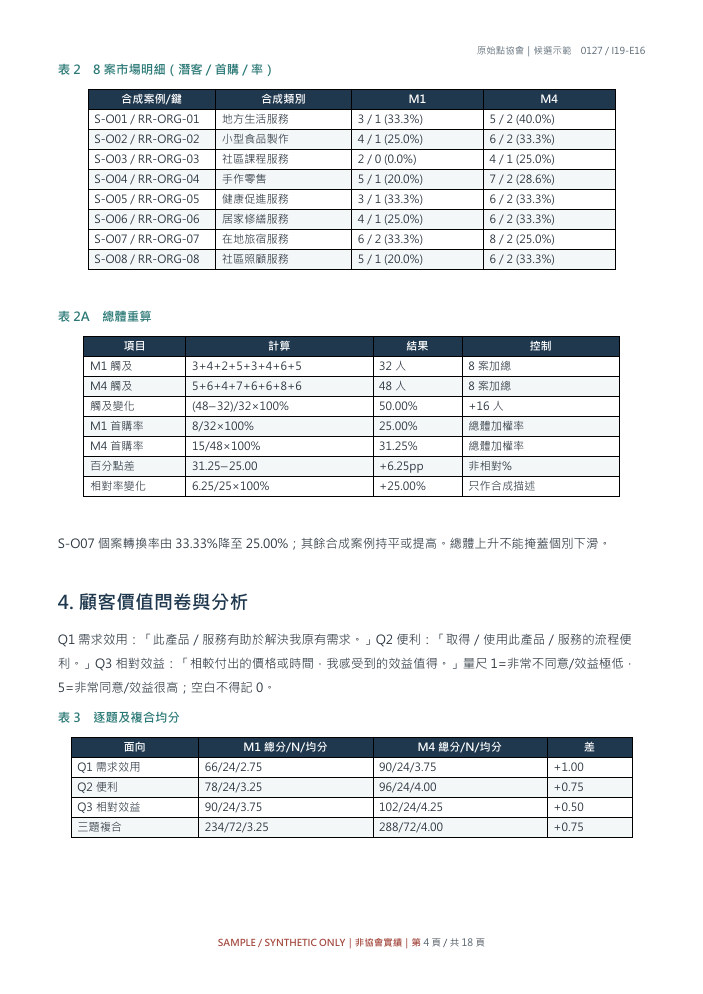 原始點協會｜候選示範　0127 / I19-E16
表 2　8 案市場明細（潛客 / 首購 / 率）
合成案例/鍵　合成類別　M1　M4
S-O01 / RR-ORG-01　地方生活服務　3 / 1 (33.3%)　5 / 2 (40.0%)
S-O02 / RR-ORG-02　小型食品製作　4 / 1 (25.0%)　6 / 2 (33.3%)
S-O03 / RR-ORG-03　社區課程服務　2 / 0 (0.0%)　4 / 1 (25.0%)
S-O04 / RR-ORG-04　手作零售　5 / 1 (20.0%)　7 / 2 (28.6%)
S-O05 / RR-ORG-05　健康促進服務　3 / 1 (33.3%)　6 / 2 (33.3%)
S-O06 / RR-ORG-06　居家修繕服務　4 / 1 (25.0%)　6 / 2 (33.3%)
S-O07 / RR-ORG-07　在地旅宿服務　6 / 2 (33.3%)　8 / 2 (25.0%)
S-O08 / RR-ORG-08　社區照顧服務　5 / 1 (20.0%)　6 / 2 (33.3%)
表 2A　總體重算
項目　計算　結果　控制
M1 觸及　3+4+2+5+3+4+6+5　32 人　8 案加總
M4 觸及　5+6+4+7+6+6+8+6　48 人　8 案加總
觸及變化　(48−32)/32×100%　50.00%　+16 人
M1 首購率　8/32×100%　25.00%　總體加權率
M4 首購率　15/48×100%　31.25%　總體加權率
百分點差　31.25−25.00　+6.25pp　非相對%
相對率變化　6.25/25×100%　+25.00%　只作合成描述
S-O07 個案轉換率由 33.33%降至 25.00%；其餘合成案例持平或提高。總體上升不能掩蓋個別下滑。
4. 顧客價值問卷與分析
Q1 需求效用：「此產品 / 服務有助於解決我原有需求。」Q2 便利：「取得 / 使用此產品 / 服務的流程便
利。」Q3 相對效益：「相較付出的價格或時間，我感受到的效益值得。」量尺 1=非常不同意/效益極低，
5=非常同意/效益很高；空白不得記 0。
表 3　逐題及複合均分
面向　M1 總分/N/均分　M4 總分/N/均分　差
Q1 需求效用　66/24/2.75　90/24/3.75　+1.00
Q2 便利　78/24/3.25　96/24/4.00　+0.75
Q3 相對效益　90/24/3.75　102/24/4.25　+0.50
三題複合　234/72/3.25　288/72/4.00　+0.75
SAMPLE / SYNTHETIC ONLY｜非協會實績｜第 4 頁 / 共 18 頁